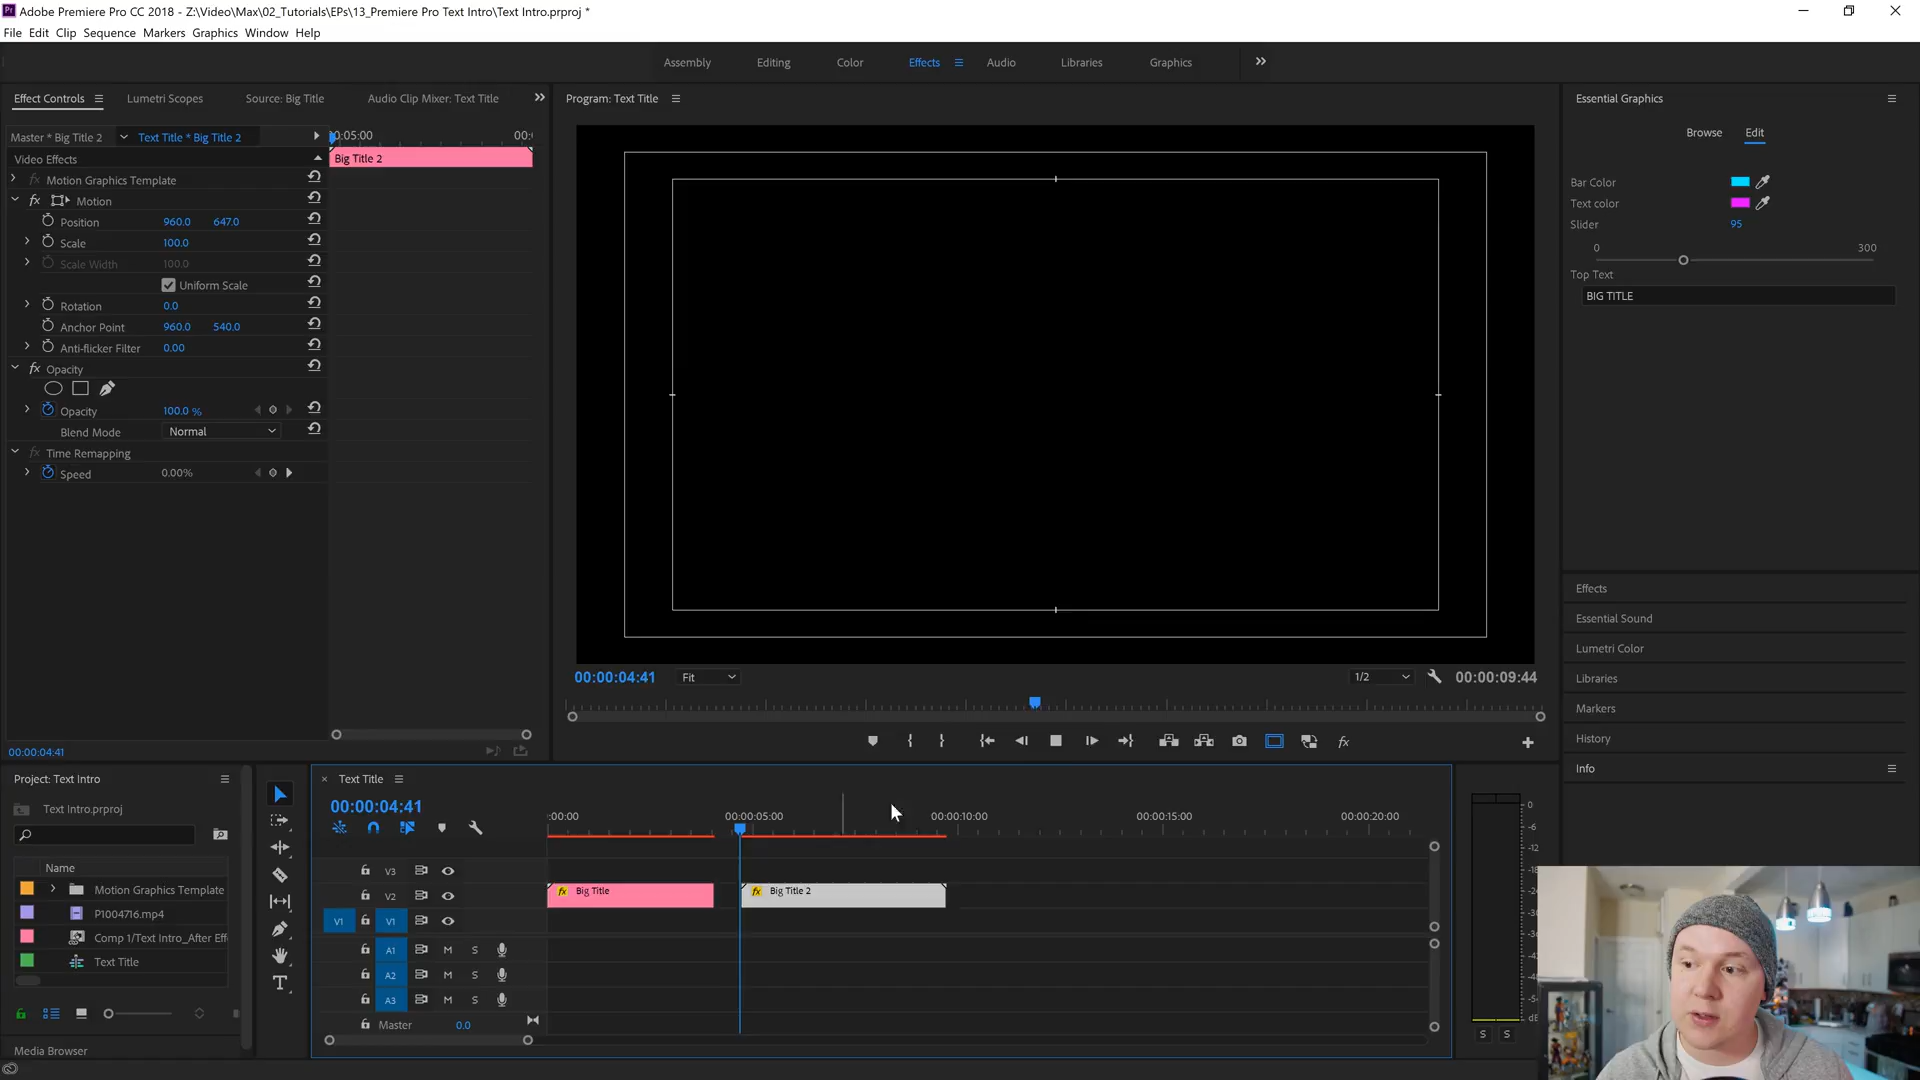 Adobe Premiere Pro CC 2018 - Z:\Video\Max\02_Tutorials\EPs\13_Premiere Pro Text Intro\Text Intro.prproj *
File Edit Clip Sequence Markers Graphics Window Help
Assembly Editing Color Effects Audio Libraries Graphics
Effect Controls Lumetri Scopes Source: Big Title Audio Clip Mixer: Text Title
Master * Big Title 2 Text Title * Big Title 2
Video Effects
Motion Graphics Template
Motion
Position 960.0 647.0
Scale 100.0
Scale Width 100.0
Uniform Scale
Rotation 0.0
Anchor Point 960.0 540.0
Anti-flicker Filter 0.00
Opacity
Opacity 100.0 %
Blend Mode Normal
Time Remapping
Speed 0.00%
0:05:00 00:
Big Title 2
00:00:04:41
Program: Text Title
00:00:04:41 Fit 1/2 00:00:09:44
Essential Graphics
Browse Edit
Bar Color
Text color
Slider 95
0 300
Top Text
BIG TITLE
Effects
Essential Sound
Lumetri Color
Libraries
Markers
History
Info
Project: Text Intro
Text Intro.prproj
Name
Motion Graphics Template
P1004716.mp4
Comp 1/Text Intro_After Eff
Text Title
Media Browser
Text Title
00:00:04:41
:00:00 00:00:05:00 00:00:10:00 00:00:15:00 00:00:20:00
V3
V2 Big Title Big Title 2
V1 V1
A1 M S
A2 M S
A3 M S
Master 0.0
0
-6
-12
S S